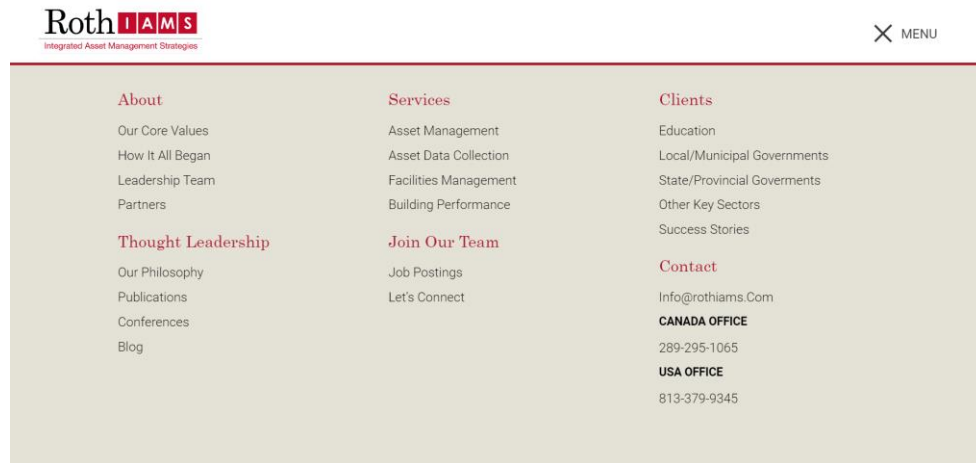 Roth IAMS
Integrated Asset Management Strategies
MENU
About
Our Core Values
How It All Began
Leadership Team
Partners
Thought Leadership
Our Philosophy
Publications
Conferences
Blog
Services
Asset Management
Asset Data Collection
Facilities Management
Building Performance
Join Our Team
Job Postings
Let's Connect
Clients
Education
Local/Municipal Governments
State/Provincial Goverments
Other Key Sectors
Success Stories
Contact
Info@rothiams.Com
CANADA OFFICE
289-295-1065
USA OFFICE
813-379-9345